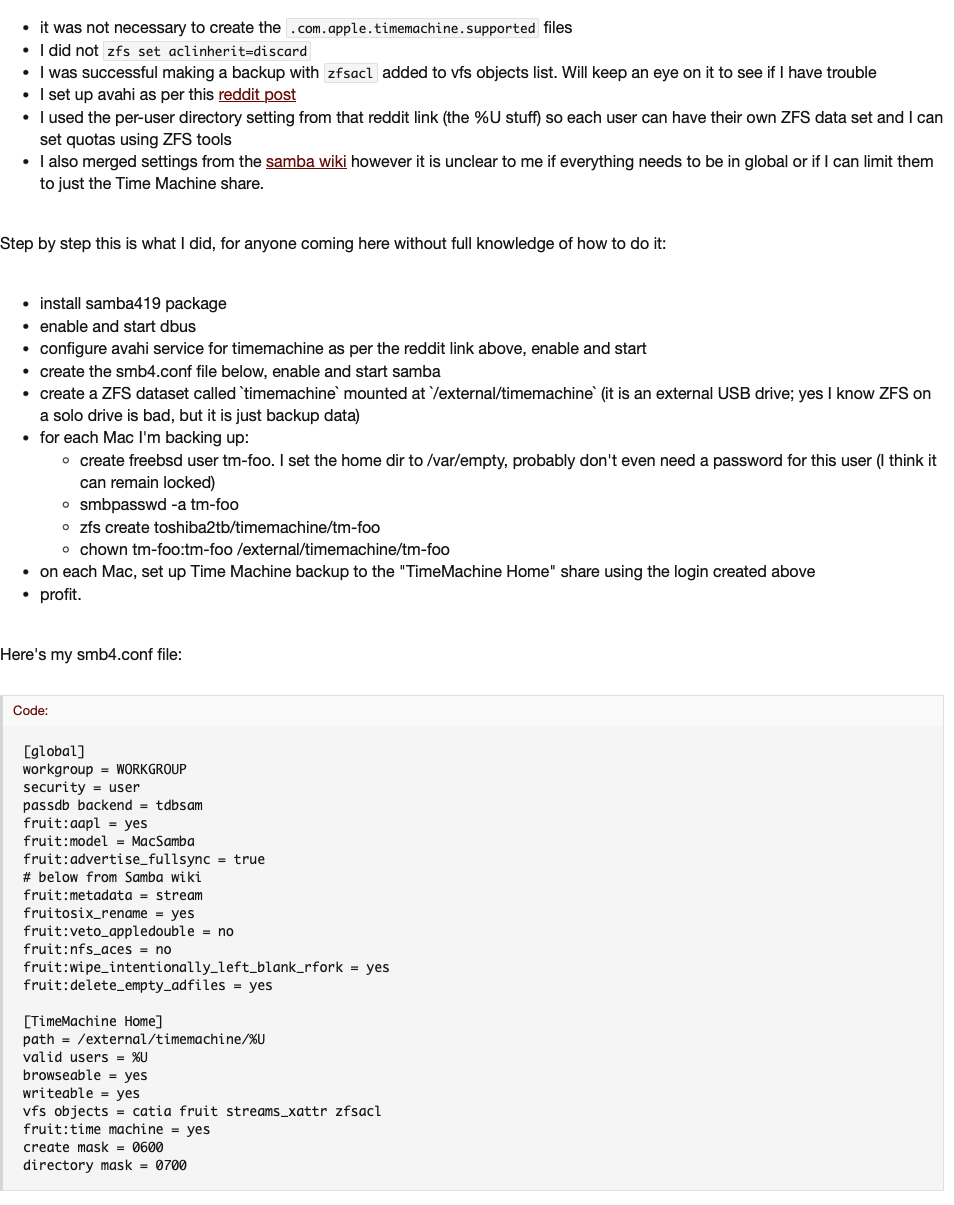 • it was not necessary to create the .com.apple.timemachine.supported files
• I did not zfs set aclinherit=discard
• I was successful making a backup with zfsacl added to vfs objects list. Will keep an eye on it to see if I have trouble
• I set up avahi as per this reddit post
• I used the per-user directory setting from that reddit link (the %U stuff) so each user can have their own ZFS data set and I can
set quotas using ZFS tools
• I also merged settings from the samba wiki however it is unclear to me if everything needs to be in global or if I can limit them
to just the Time Machine share.
Step by step this is what I did, for anyone coming here without full knowledge of how to do it:
• install samba419 package
• enable and start dbus
• configure avahi service for timemachine as per the reddit link above, enable and start
• create the smb4.conf file below, enable and start samba
• create a ZFS dataset called `timemachine` mounted at `/external/timemachine` (it is an external USB drive; yes I know ZFS on
a solo drive is bad, but it is just backup data)
• for each Mac I'm backing up:
◦ create freebsd user tm-foo. I set the home dir to /var/empty, probably don't even need a password for this user (I think it
can remain locked)
◦ smbpasswd -a tm-foo
◦ zfs create toshiba2tb/timemachine/tm-foo
◦ chown tm-foo:tm-foo /external/timemachine/tm-foo
• on each Mac, set up Time Machine backup to the "TimeMachine Home" share using the login created above
• profit.
Here's my smb4.conf file:
Code:
[global]
workgroup = WORKGROUP
security = user
passdb backend = tdbsam
fruit:aapl = yes
fruit:model = MacSamba
fruit:advertise_fullsync = true
# below from Samba wiki
fruit:metadata = stream
fruitosix_rename = yes
fruit:veto_appledouble = no
fruit:nfs_aces = no
fruit:wipe_intentionally_left_blank_rfork = yes
fruit:delete_empty_adfiles = yes
[TimeMachine Home]
path = /external/timemachine/%U
valid users = %U
browseable = yes
writeable = yes
vfs objects = catia fruit streams_xattr zfsacl
fruit:time machine = yes
create mask = 0600
directory mask = 0700